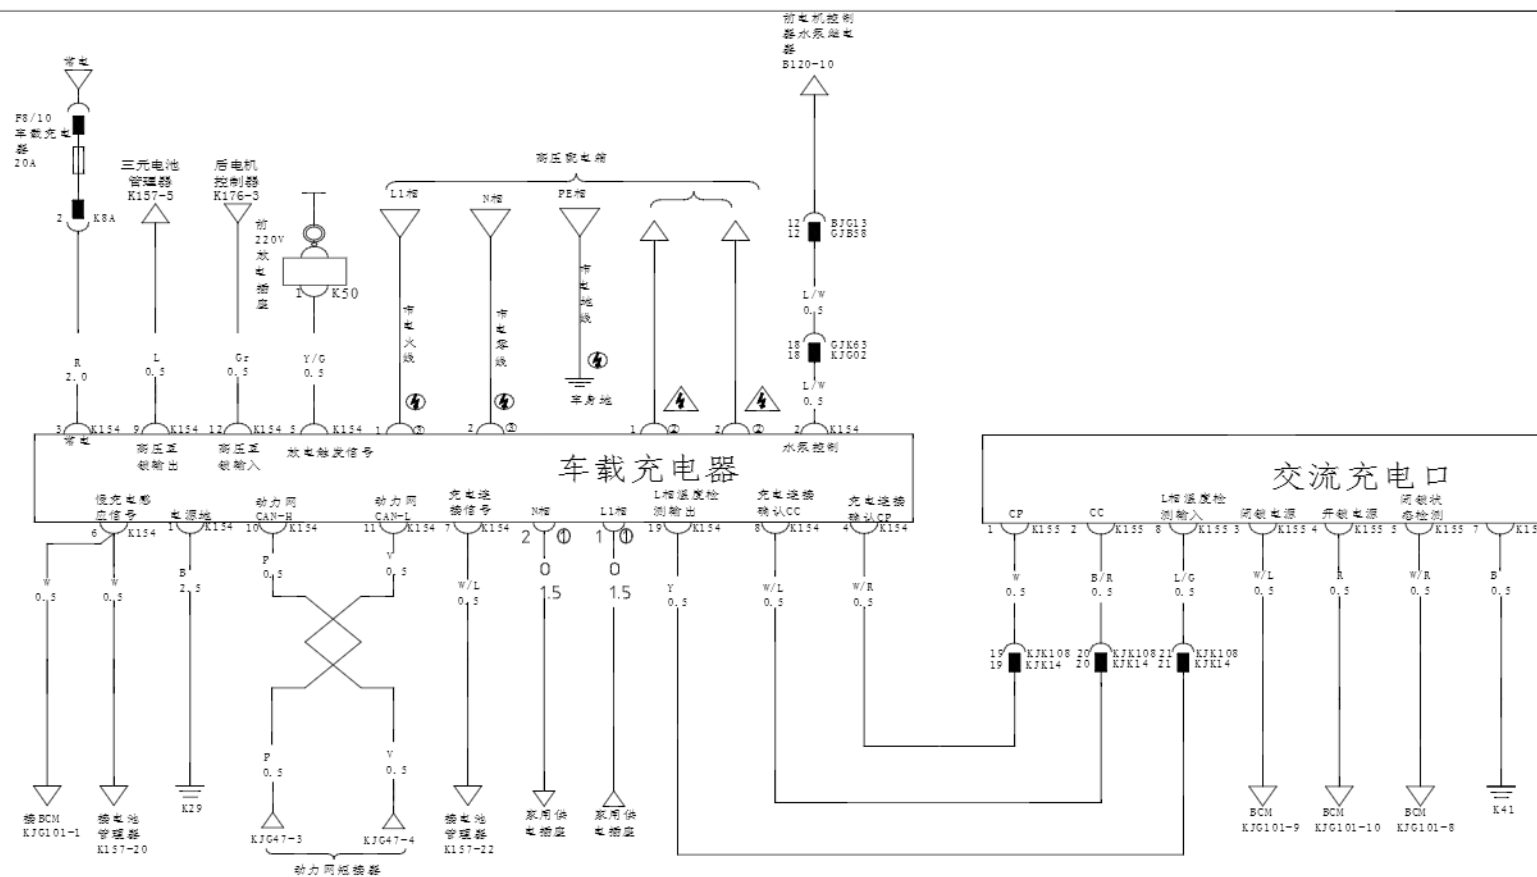 前电机控制
器水泵继电
器
B120-10
常电
F8/10
车载充电
器
20A
2 K8A
三元电池
管理器
K157-5
后电机
控制器
K176-3
前
220V
放
电
插
座
1 K50
高压配电箱
L1相
N相
PE相
市电火线
市电零线
市电地线
车身地
12 BJG13
12 GJB58
L/W
0.5
18 GJK63
18 KJG02
L/W
0.5
R
2.0
L
0.5
Gr
0.5
Y/G
0.5
3 K154
9 K154
12 K154
5 K154
1 ③
2 ③
1 ②
2 ②
2 K154
常电
高压互
锁输出
高压互
锁输入
放电触发信号
水泵控制
车载充电器
慢充电感
应信号
电源地
动力网
CAN-H
动力网
CAN-L
充电连
接信号
N相
L1相
L相温度检
测输出
充电连接
确认CC
充电连接
确认CP
6 K154
1 K154
10 K154
11 K154
7 K154
2 ①
1 ①
19 K154
8 K154
4 K154
交流充电口
CP
CC
L相温度检
测输入
闭锁电源
开锁电源
闭锁状
态检测
1 K155
2 K155
8 K155
3 K155
4 K155
5 K155
7 K15
W
0.5
W
0.5
B
2.5
P
0.5
V
0.5
W/L
0.5
O
1.5
O
1.5
Y
0.5
W/L
0.5
W/R
0.5
W
0.5
B/R
0.5
L/G
0.5
W/L
0.5
R
0.5
W/R
0.5
B
0.5
19 KJK108
19 KJK14
20 KJK108
20 KJK14
21 KJK108
21 KJK14
P
0.5
V
0.5
接BCM
KJG101-1
接电池
管理器
K157-20
K29
KJG47-3
KJG47-4
动力网短接器
接电池
管理器
K157-22
家用供
电插座
家用供
电插座
BCM
KJG101-9
BCM
KJG101-10
BCM
KJG101-8
K41